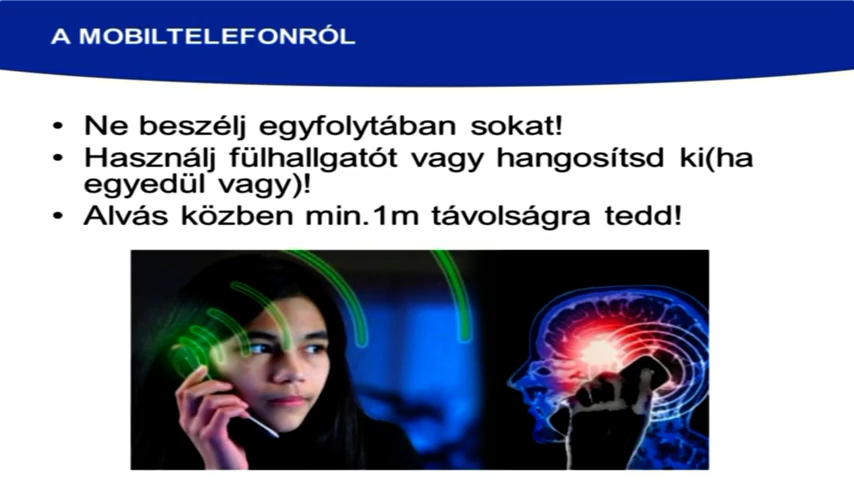 A MOBILTELEFONRÓL
• Ne beszélj egyfolytában sokat!
• Használj fülhallgatót vagy hangosítsd ki(ha
egyedül vagy)!
• Alvás közben min.1m távolságra tedd!